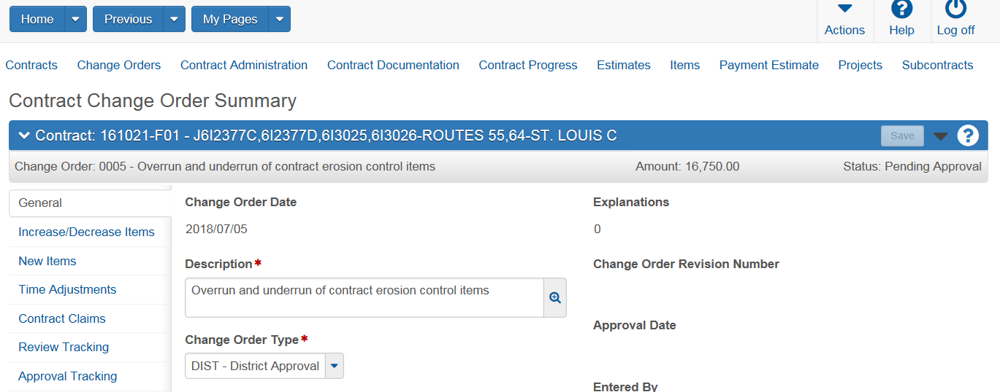 Home Previous My Pages
Actions Help Log off
Contracts Change Orders Contract Administration Contract Documentation Contract Progress Estimates Items Payment Estimate Projects Subcontracts
Contract Change Order Summary
Contract: 161021-F01 - J6I2377C,6I2377D,6I3025,6I3026-ROUTES 55,64-ST. LOUIS C Save ?
Change Order: 0005 - Overrun and underrun of contract erosion control items Amount: 16,750.00 Status: Pending Approval
General
Increase/Decrease Items
New Items
Time Adjustments
Contract Claims
Review Tracking
Approval Tracking
Change Order Date
2018/07/05
Description*
Overrun and underrun of contract erosion control items
Change Order Type*
DIST - District Approval
Explanations
0
Change Order Revision Number
Approval Date
Entered By